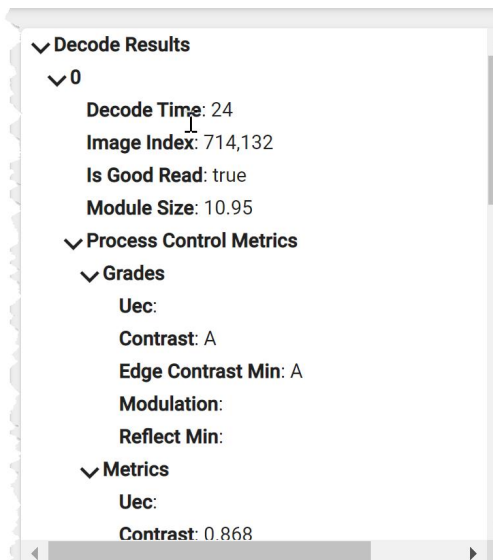 Decode Results
0
Decode Time: 24
Image Index: 714,132
Is Good Read: true
Module Size: 10.95
Process Control Metrics
Grades
Uec:
Contrast: A
Edge Contrast Min: A
Modulation:
Reflect Min:
Metrics
Uec:
Contrast: 0.868